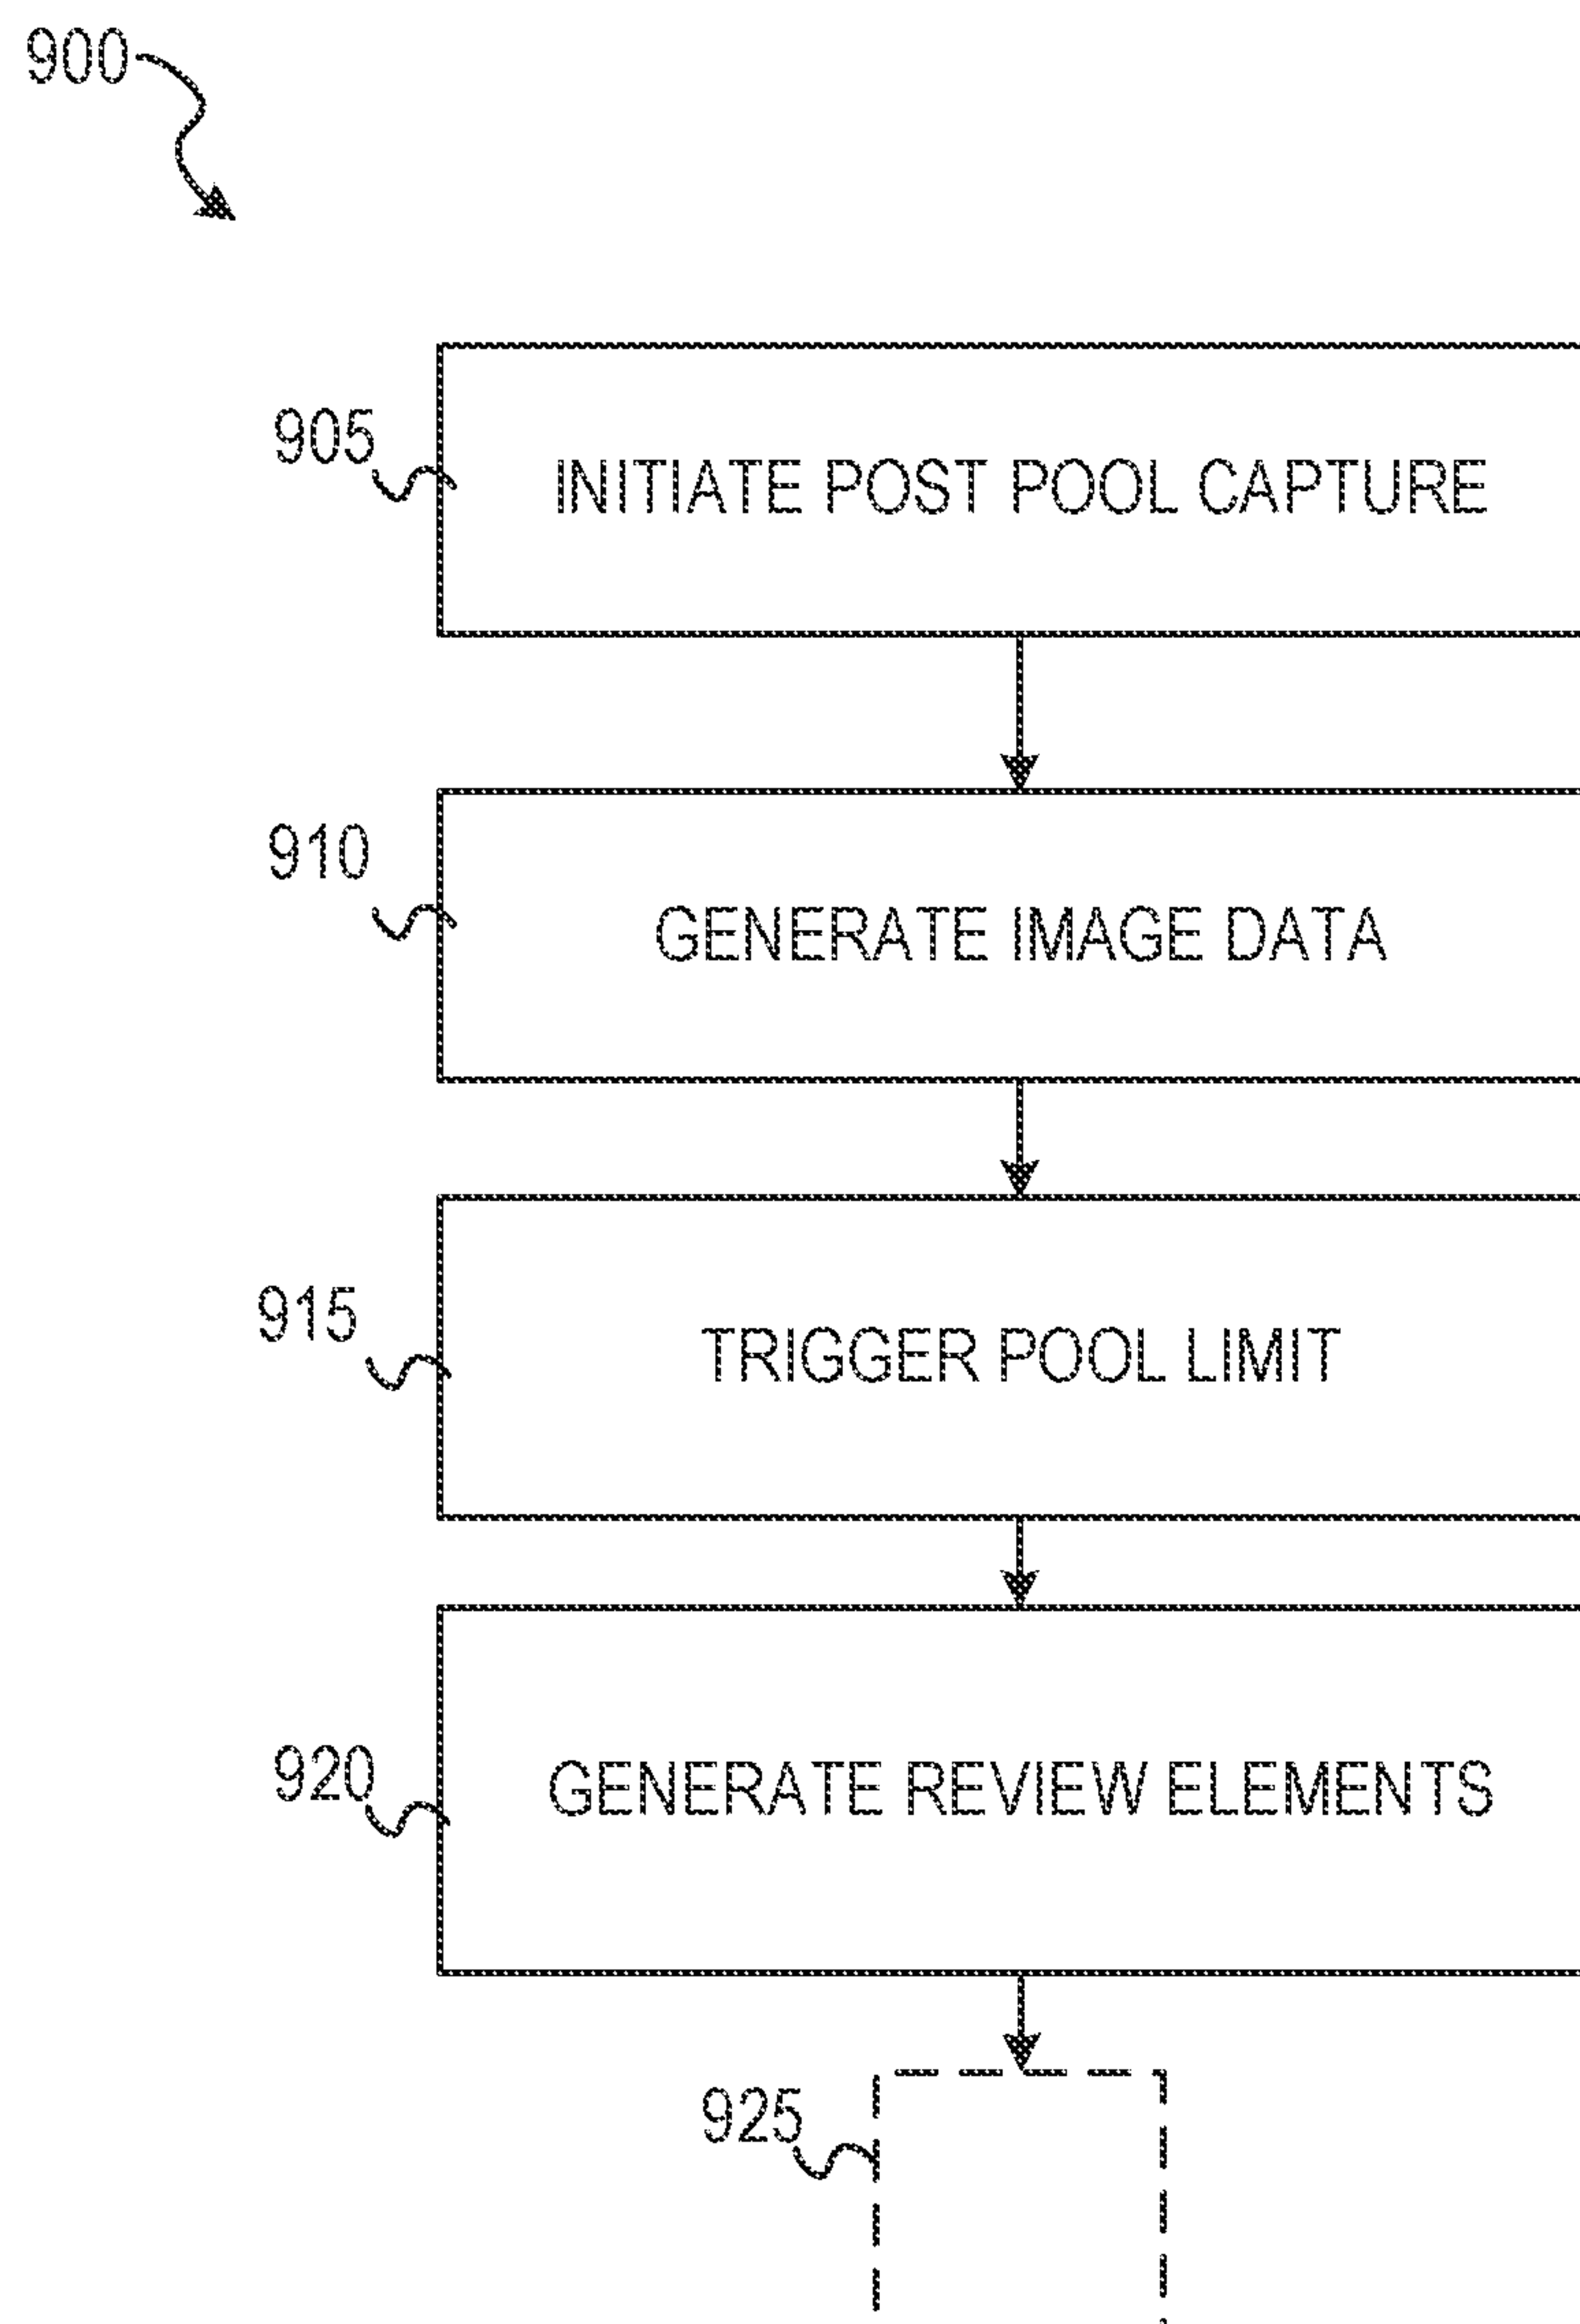 900
905
INITIATE POST POOL CAPTURE
910
GENERATE IMAGE DATA
915
TRIGGER POOL LIMIT
920
GENERATE REVIEW ELEMENTS
925